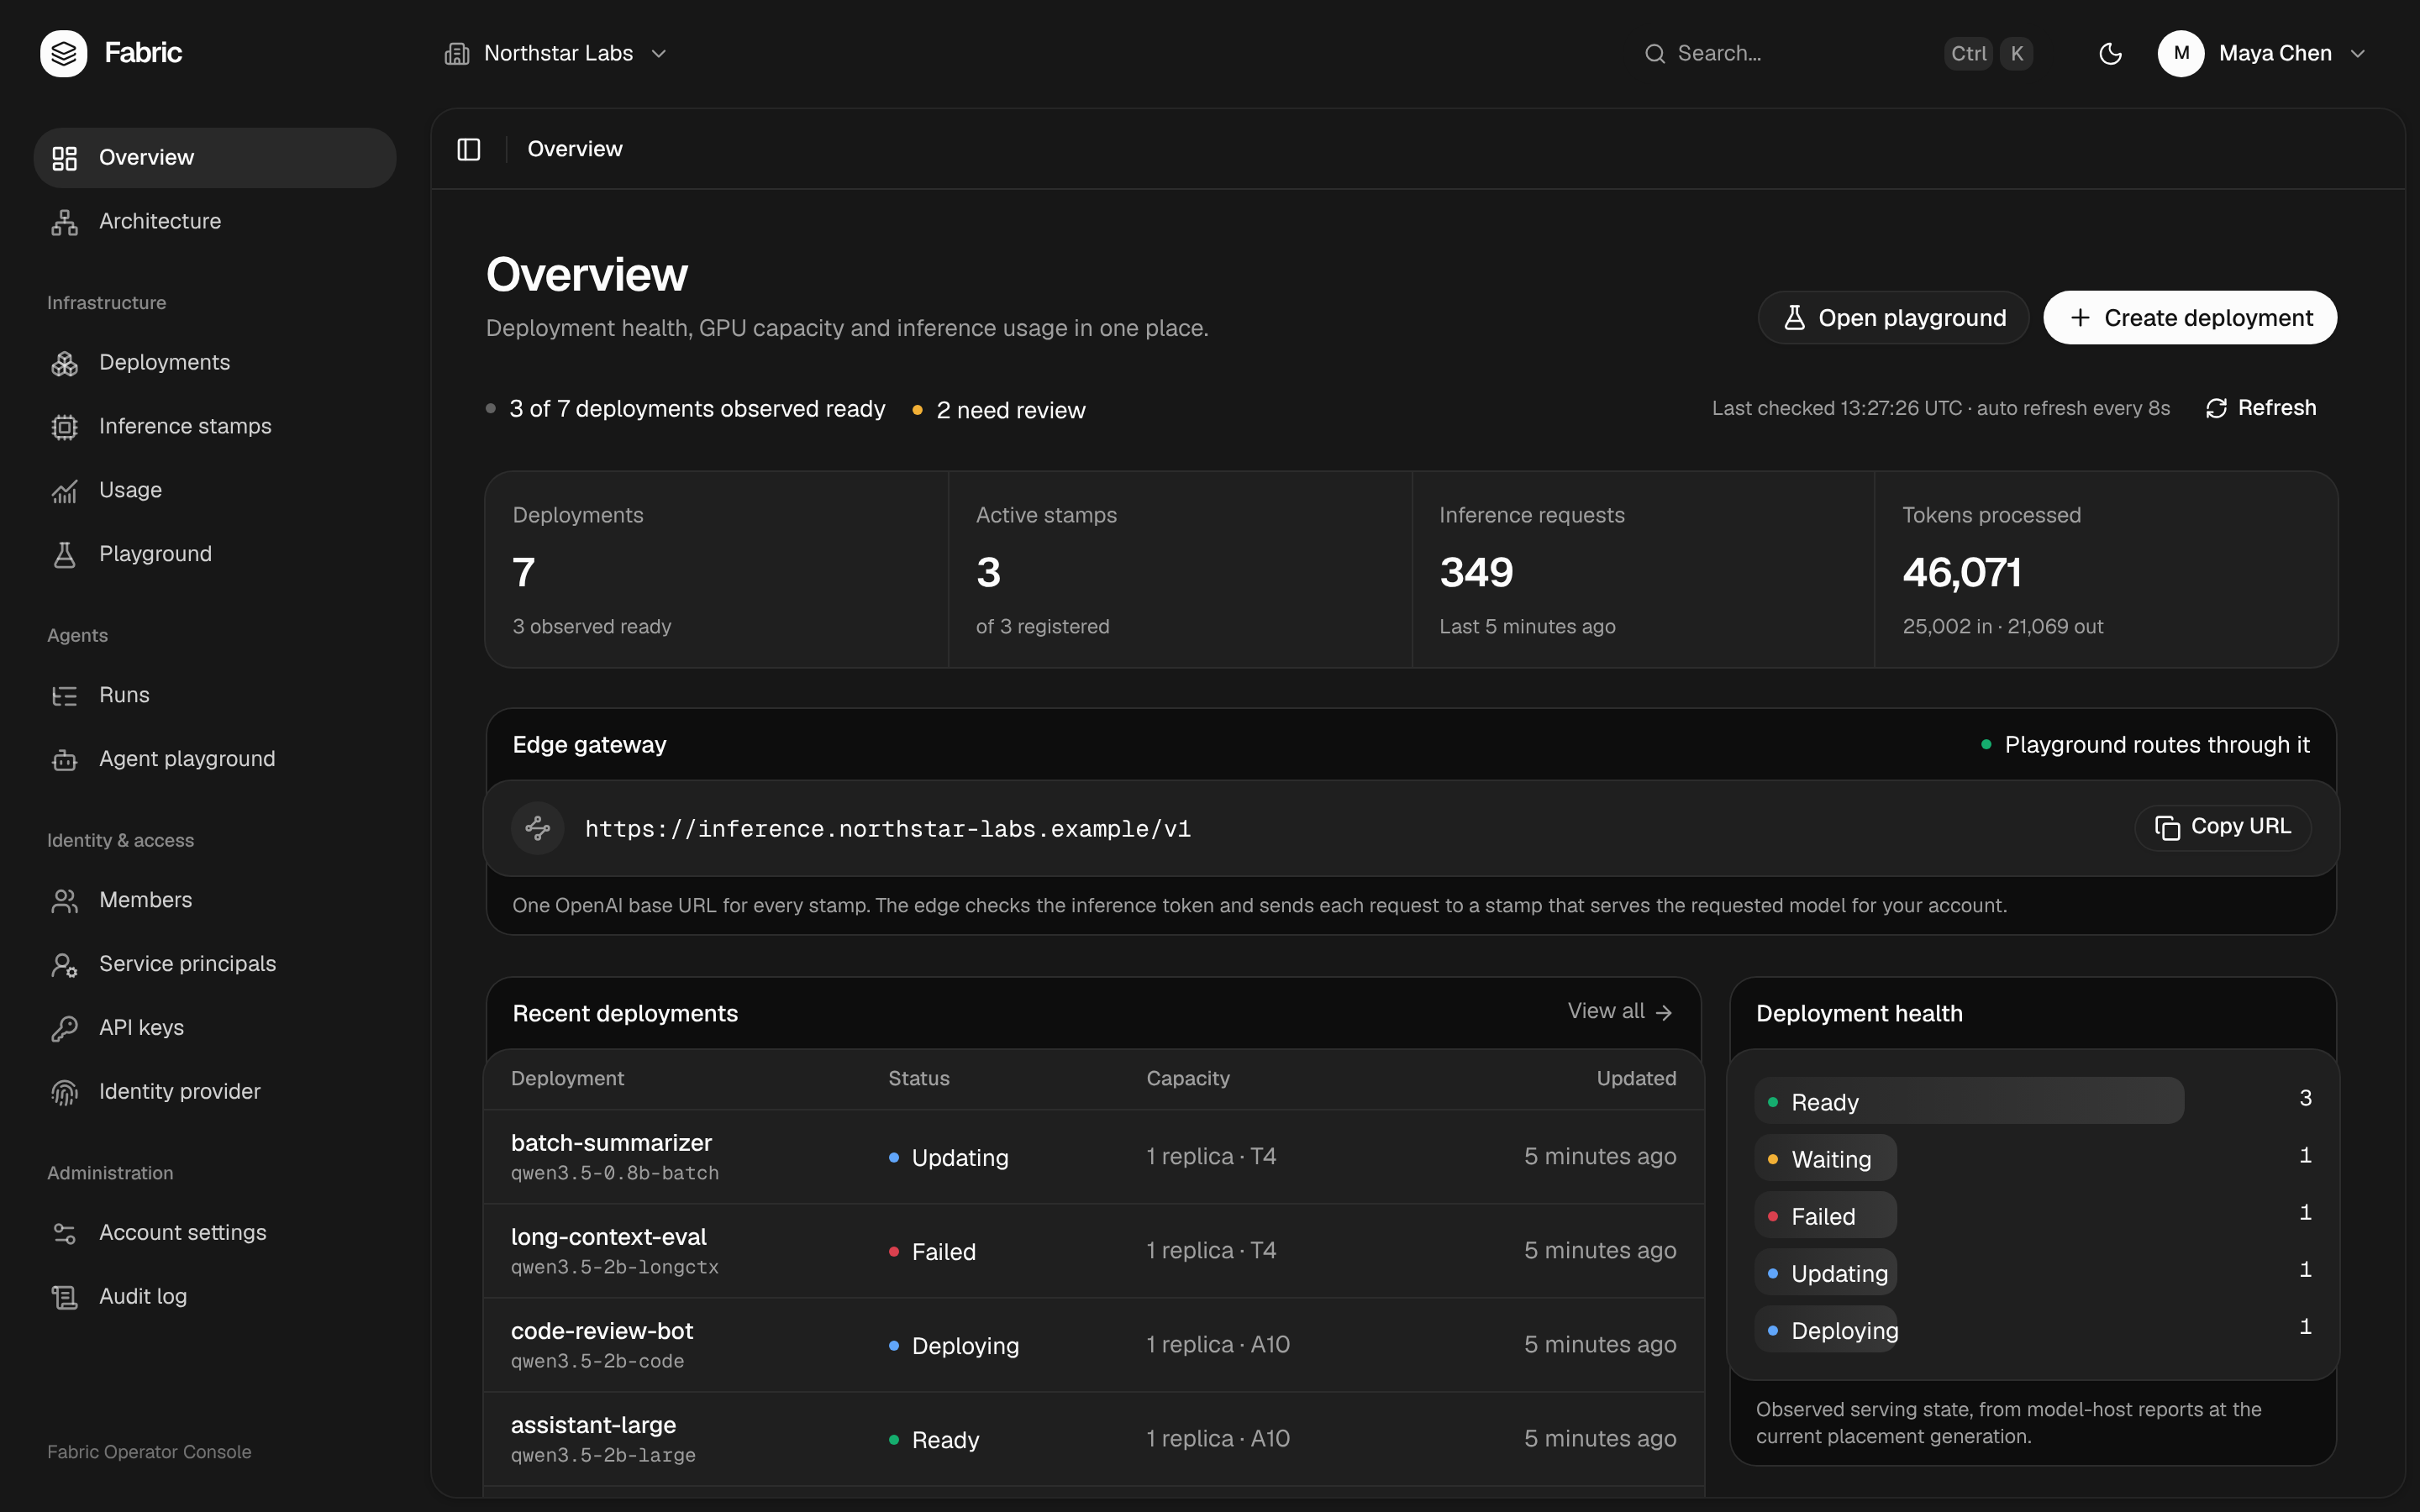 Fabric
Northstar Labs
Search...
Ctrl K
M
Maya Chen
Overview
Architecture
Infrastructure
Deployments
Inference stamps
Usage
Playground
Agents
Runs
Agent playground
Identity & access
Members
Service principals
API keys
Identity provider
Administration
Account settings
Audit log
Fabric Operator Console
Overview
Overview
Deployment health, GPU capacity and inference usage in one place.
Open playground
Create deployment
3 of 7 deployments observed ready
2 need review
Last checked 13:27:26 UTC · auto refresh every 8s
Refresh
Deployments
7
3 observed ready
Active stamps
3
of 3 registered
Inference requests
349
Last 5 minutes ago
Tokens processed
46,071
25,002 in · 21,069 out
Edge gateway
Playground routes through it
https://inference.northstar-labs.example/v1
Copy URL
One OpenAI base URL for every stamp. The edge checks the inference token and sends each request to a stamp that serves the requested model for your account.
Recent deployments
View all
Deployment Status Capacity Updated
batch-summarizer
qwen3.5-0.8b-batch
Updating
1 replica · T4
5 minutes ago
long-context-eval
qwen3.5-2b-longctx
Failed
1 replica · T4
5 minutes ago
code-review-bot
qwen3.5-2b-code
Deploying
1 replica · A10
5 minutes ago
assistant-large
qwen3.5-2b-large
Ready
1 replica · A10
5 minutes ago
Deployment health
Ready 3
Waiting 1
Failed 1
Updating 1
Deploying 1
Observed serving state, from model-host reports at the
current placement generation.